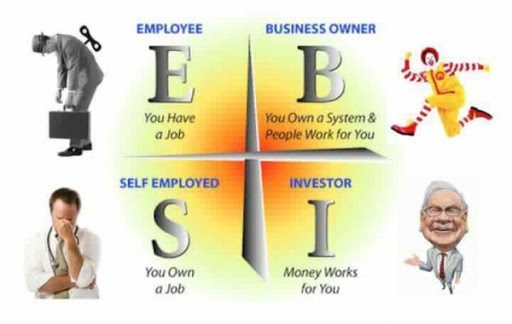 EMPLOYEE
E
You Have
a Job
BUSINESS OWNER
B
You Own a System &
People Work for You
SELF EMPLOYED
S
You Own
a Job
INVESTOR
I
Money Works
for You